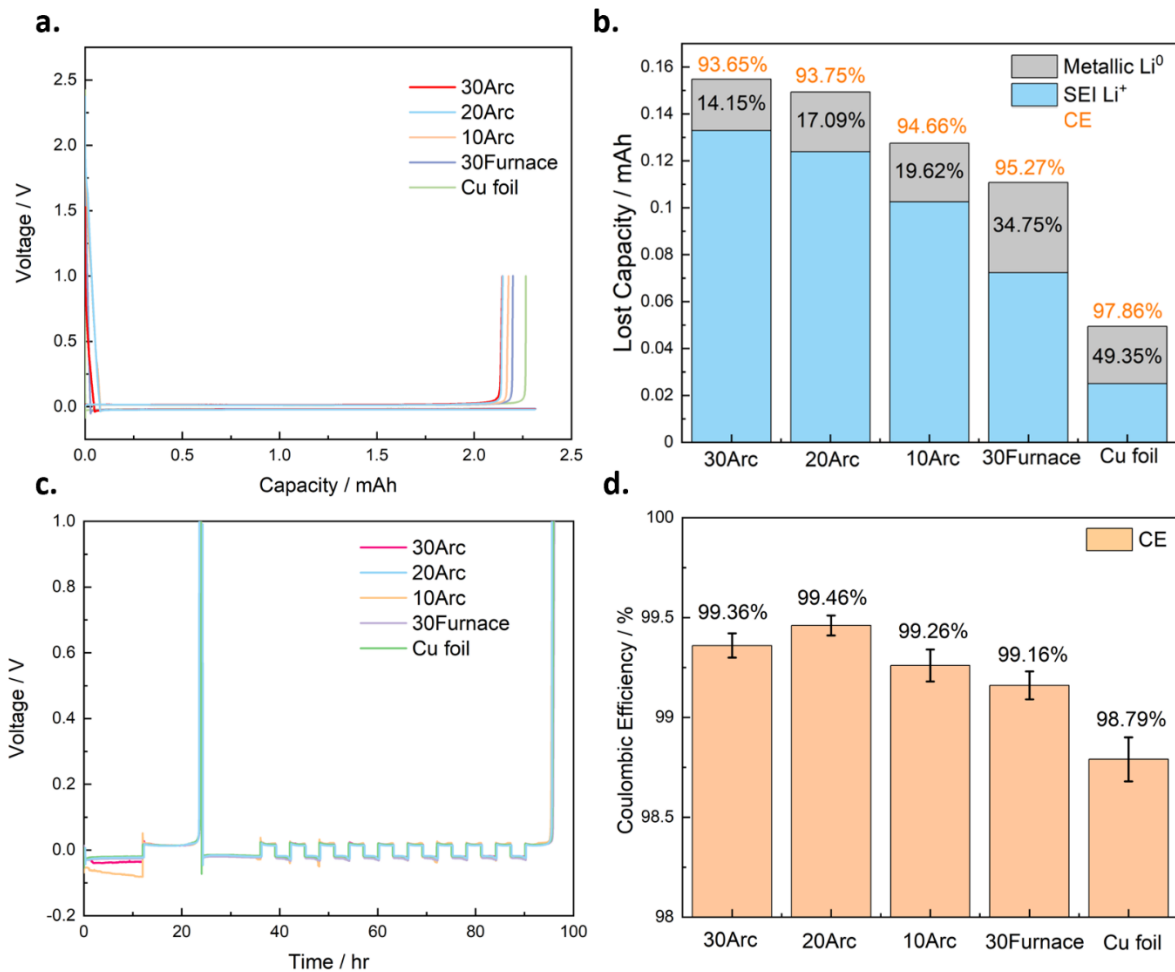 a.
2.5
2.0
1.5
1.0
0.5
0.0
Voltage / V
30Arc
20Arc
10Arc
30Furnace
Cu foil
0.0
0.5
1.0
1.5
2.0
2.5
Capacity / mAh
b.
0.16
0.14
0.12
0.1
0.08
0.06
0.04
0.02
0
Lost Capacity / mAh
Metallic Li⁰
SEI Li⁺
CE
93.65%
93.75%
94.66%
95.27%
97.86%
14.15%
17.09%
19.62%
34.75%
49.35%
30Arc
20Arc
10Arc
30Furnace
Cu foil
c.
1.0
0.8
0.6
0.4
0.2
0.0
-0.2
Voltage / V
30Arc
20Arc
10Arc
30Furnace
Cu foil
0
20
40
60
80
100
Time / hr
d.
100
99.5
99
98.5
98
Coulombic Efficiency / %
CE
99.36%
99.46%
99.26%
99.16%
98.79%
30Arc
20Arc
10Arc
30Furnace
Cu foil